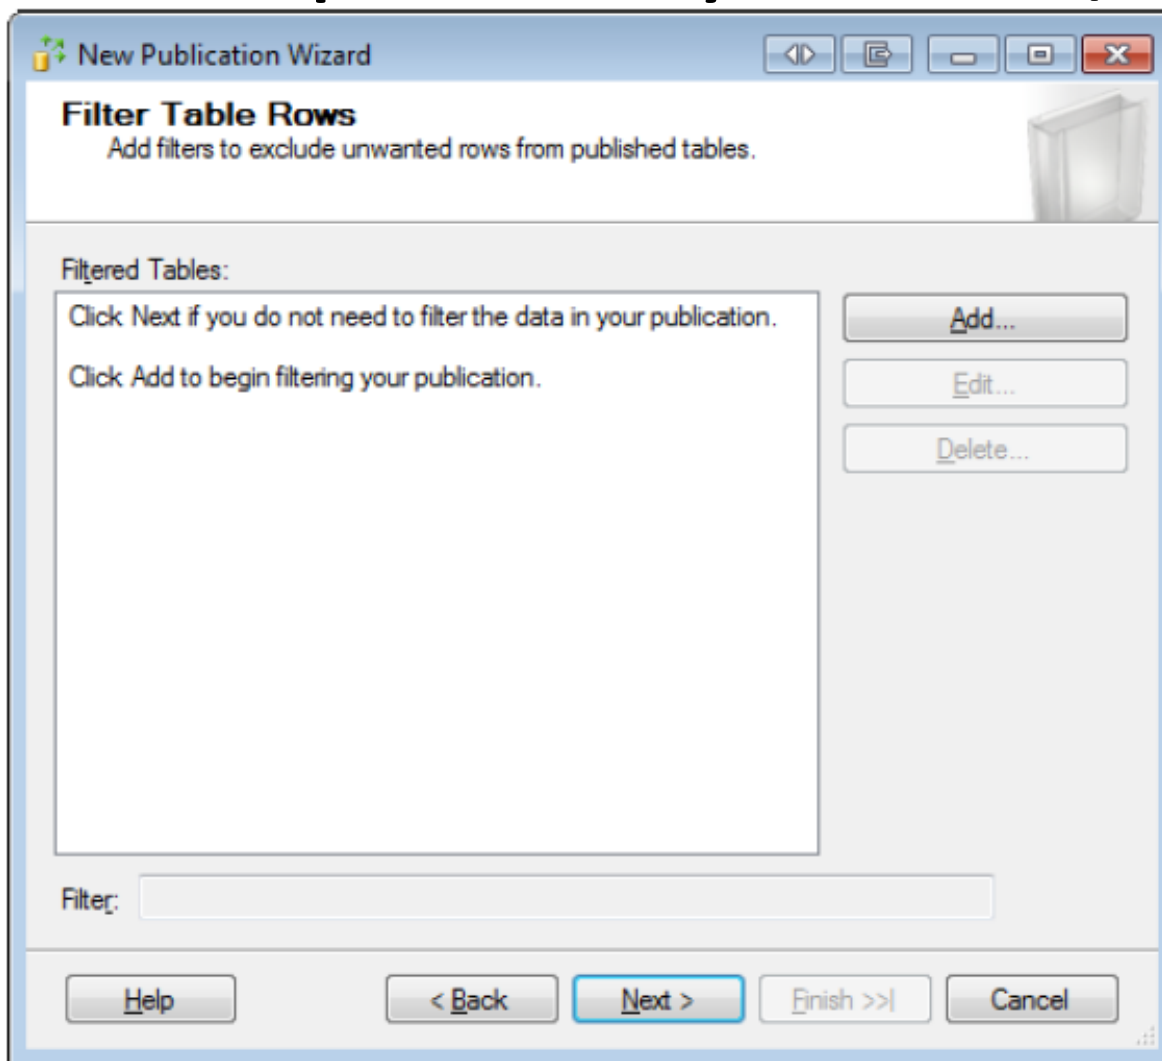 New Publication Wizard
Filter Table Rows
Add filters to exclude unwanted rows from published tables.
Filtered Tables:
Click Next if you do not need to filter the data in your publication.
Click Add to begin filtering your publication.
Add...
Edit...
Delete...
Filter:
Help
< Back
Next >
Finish >>|
Cancel